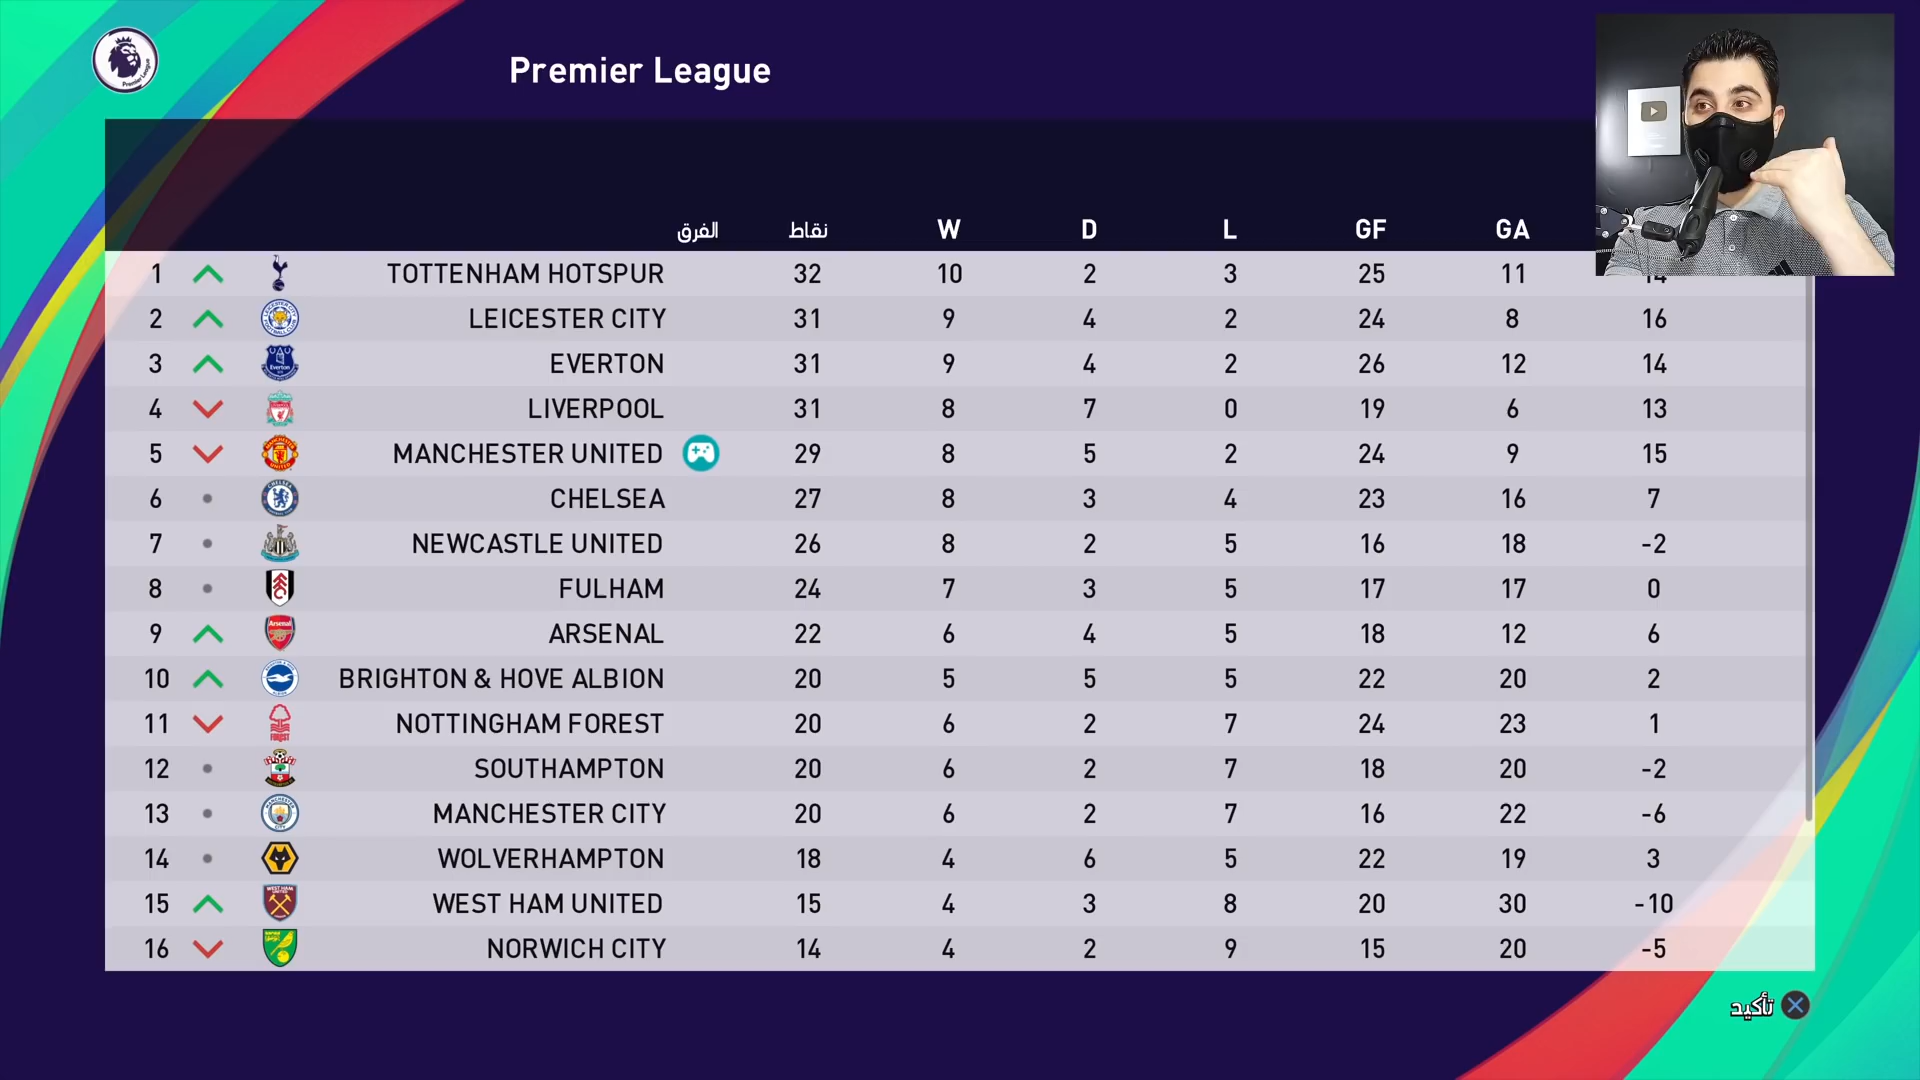 Premier League
الفرق نقاط W D L GF GA
1 TOTTENHAM HOTSPUR 32 10 2 3 25 11 14
2 LEICESTER CITY 31 9 4 2 24 8 16
3 EVERTON 31 9 4 2 26 12 14
4 LIVERPOOL 31 8 7 0 19 6 13
5 MANCHESTER UNITED 29 8 5 2 24 9 15
6 CHELSEA 27 8 3 4 23 16 7
7 NEWCASTLE UNITED 26 8 2 5 16 18 -2
8 FULHAM 24 7 3 5 17 17 0
9 ARSENAL 22 6 4 5 18 12 6
10 BRIGHTON & HOVE ALBION 20 5 5 5 22 20 2
11 NOTTINGHAM FOREST 20 6 2 7 24 23 1
12 SOUTHAMPTON 20 6 2 7 18 20 -2
13 MANCHESTER CITY 20 6 2 7 16 22 -6
14 WOLVERHAMPTON 18 4 6 5 22 19 3
15 WEST HAM UNITED 15 4 3 8 20 30 -10
16 NORWICH CITY 14 4 2 9 15 20 -5
تأكيد